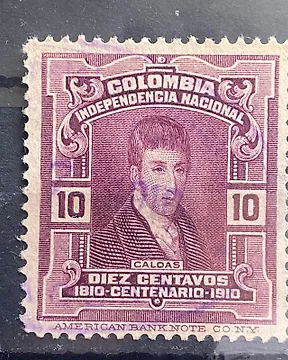 COLOMBIA
INDEPENDENCIA NACIONAL
10 10
CALDAS
DIEZ CENTAVOS
1810-CENTENARIO-1910
AMERICAN BANK NOTE CO. N.Y.